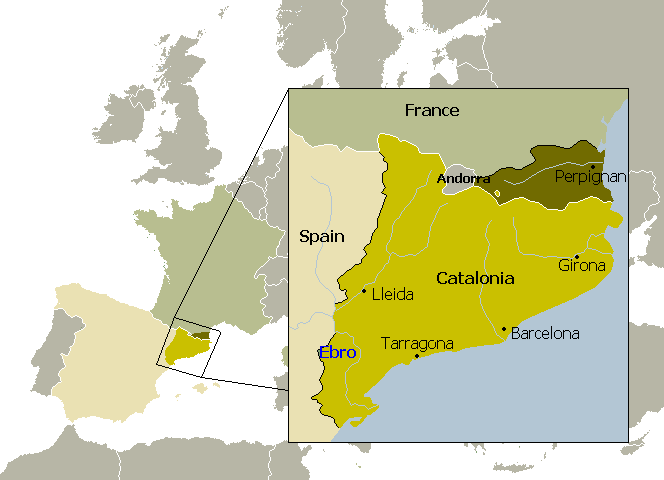 France
Andorra
Perpignan
Spain
Girona
Catalonia
Lleida
Barcelona
Tarragona
Ebro